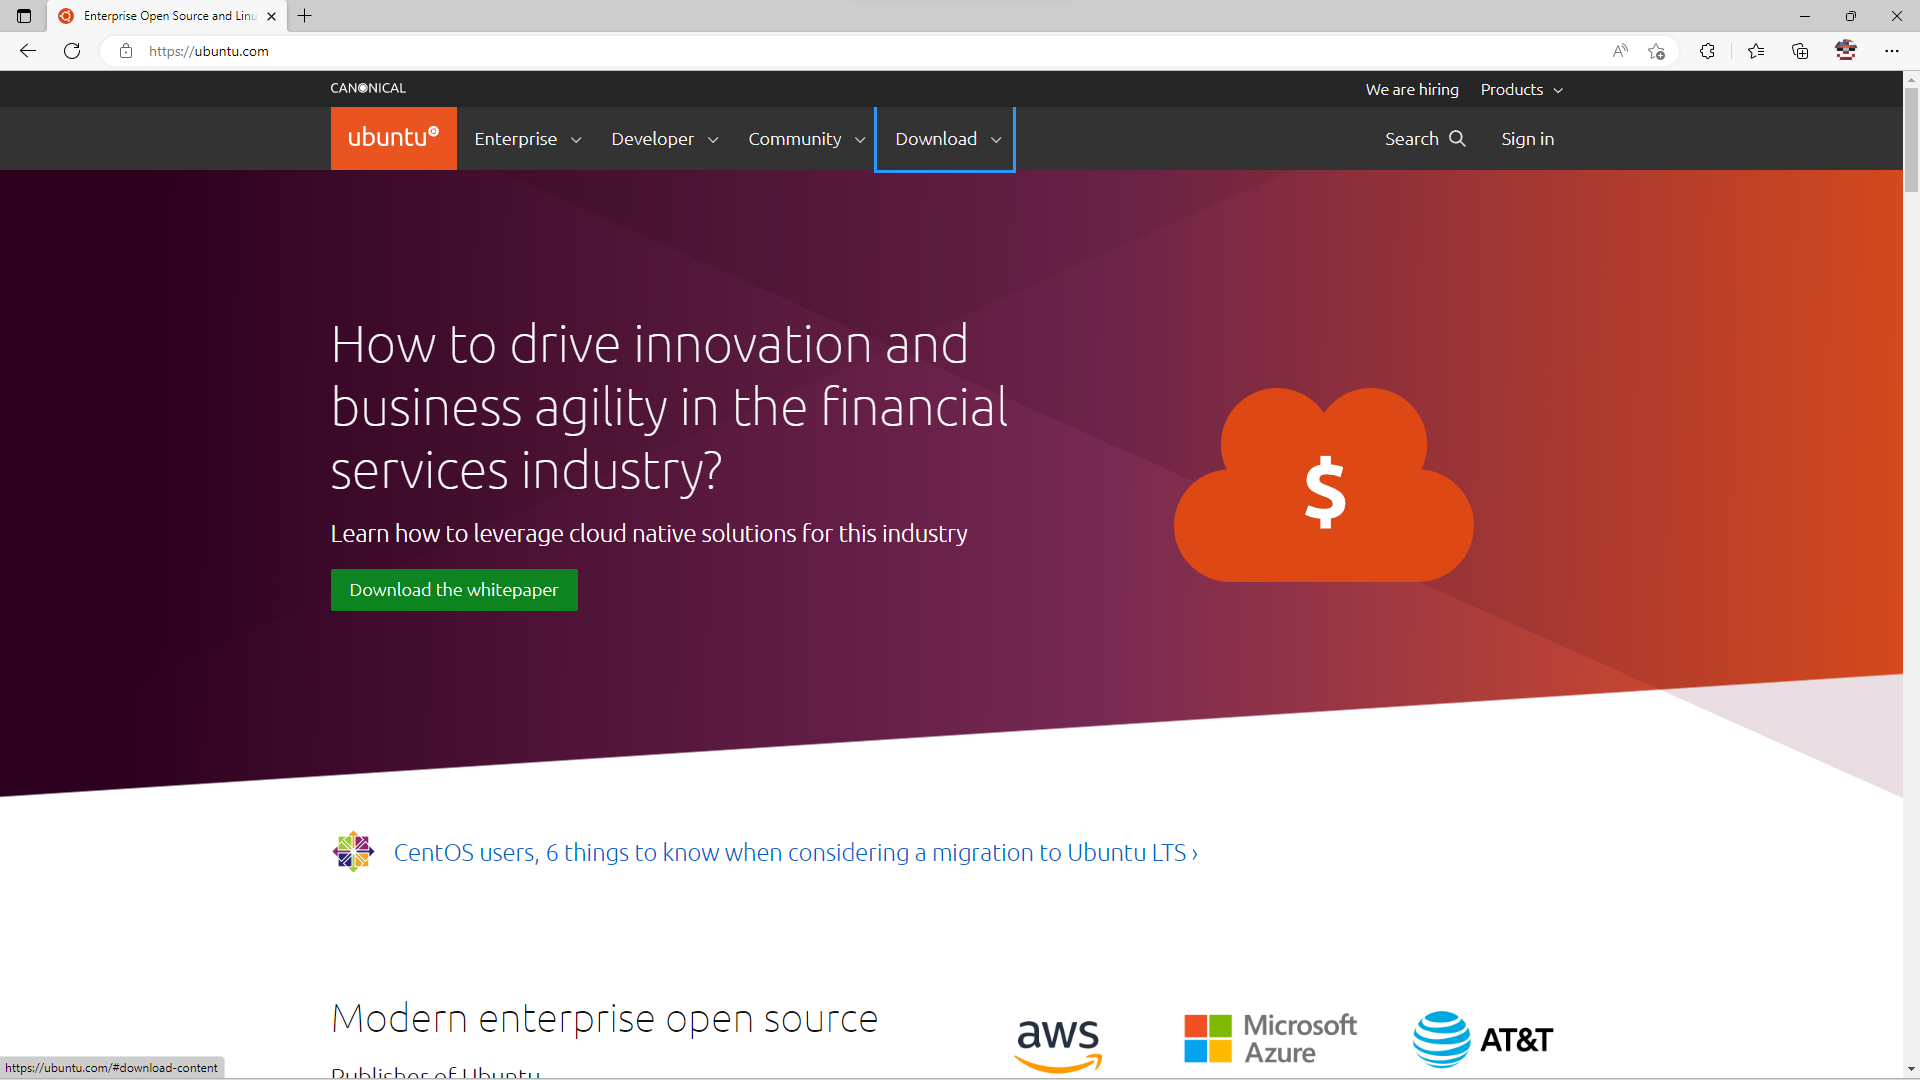 Enterprise Open Source and Linu
https://ubuntu.com
CANONICAL
We are hiring
Products
ubuntu
Enterprise
Developer
Community
Download
Search
Sign in
How to drive innovation and
business agility in the financial
services industry?
$
Learn how to leverage cloud native solutions for this industry
Download the whitepaper
CentOS users, 6 things to know when considering a migration to Ubuntu LTS ›
Modern enterprise open source
aws
Microsoft
Azure
AT&T
Publisher of Ubuntu
https://ubuntu.com/#download-content